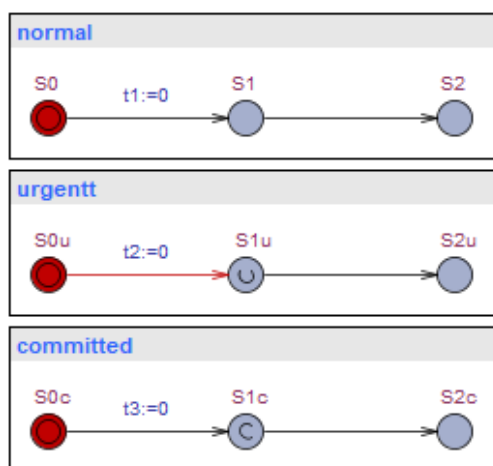 normal
S0 t1:=0 S1 S2
urgentt
S0u t2:=0 S1u S2u
U
committed
S0c t3:=0 S1c S2c
C